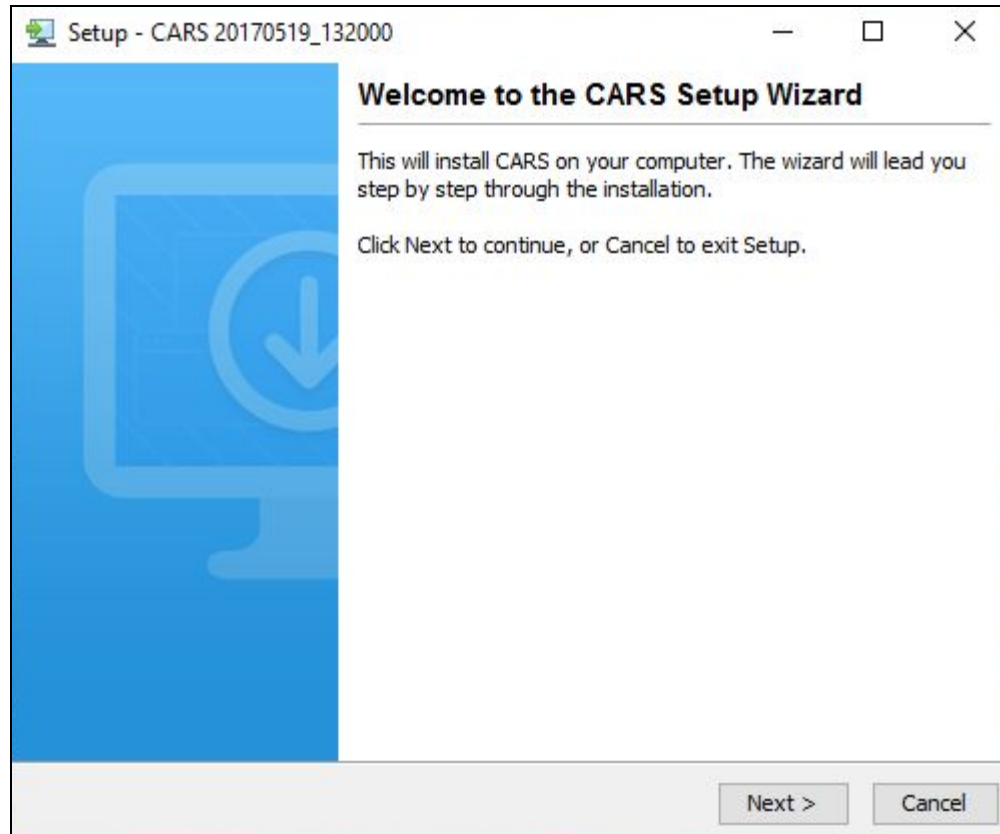 Setup - CARS 20170519_132000
Welcome to the CARS Setup Wizard
This will install CARS on your computer. The wizard will lead you
step by step through the installation.
Click Next to continue, or Cancel to exit Setup.
Next >
Cancel